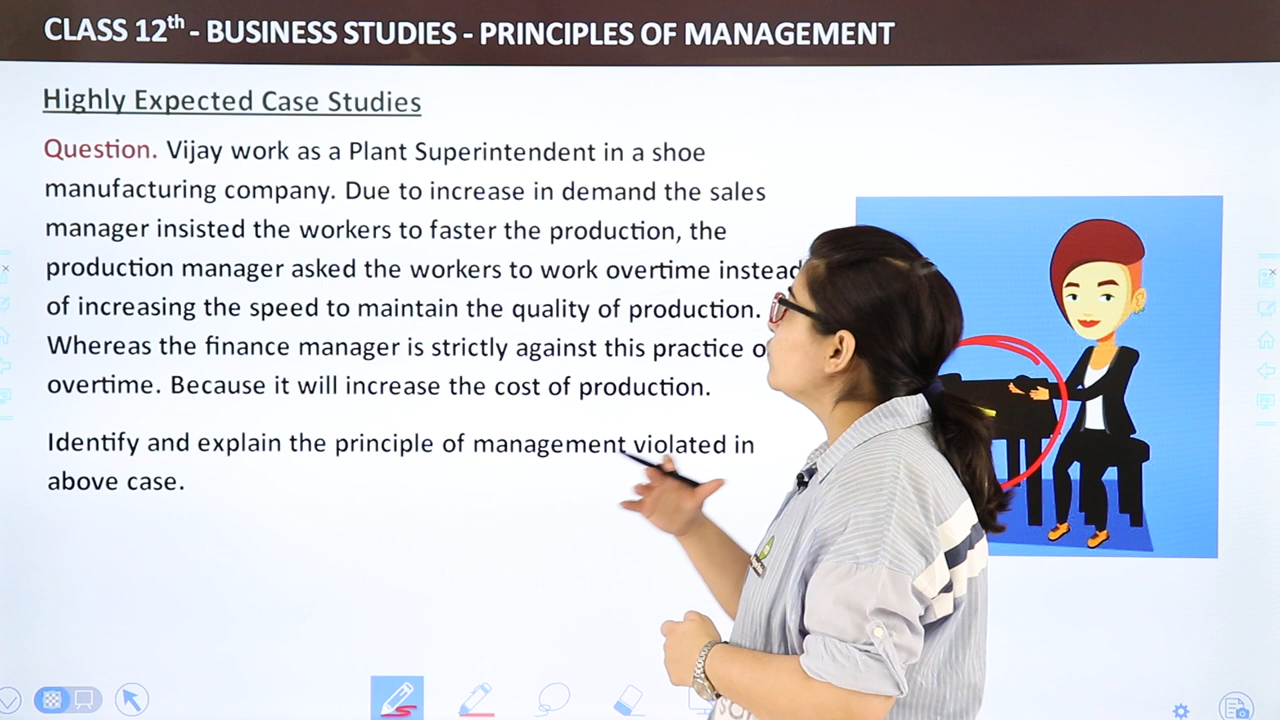 CLASS 12th - BUSINESS STUDIES - PRINCIPLES OF MANAGEMENT
Highly Expected Case Studies
Question. Vijay work as a Plant Superintendent in a shoe
manufacturing company. Due to increase in demand the sales
manager insisted the workers to faster the production, the
production manager asked the workers to work overtime instead
of increasing the speed to maintain the quality of production.
Whereas the finance manager is strictly against this practice o
overtime. Because it will increase the cost of production.
Identify and explain the principle of management violated in
above case.